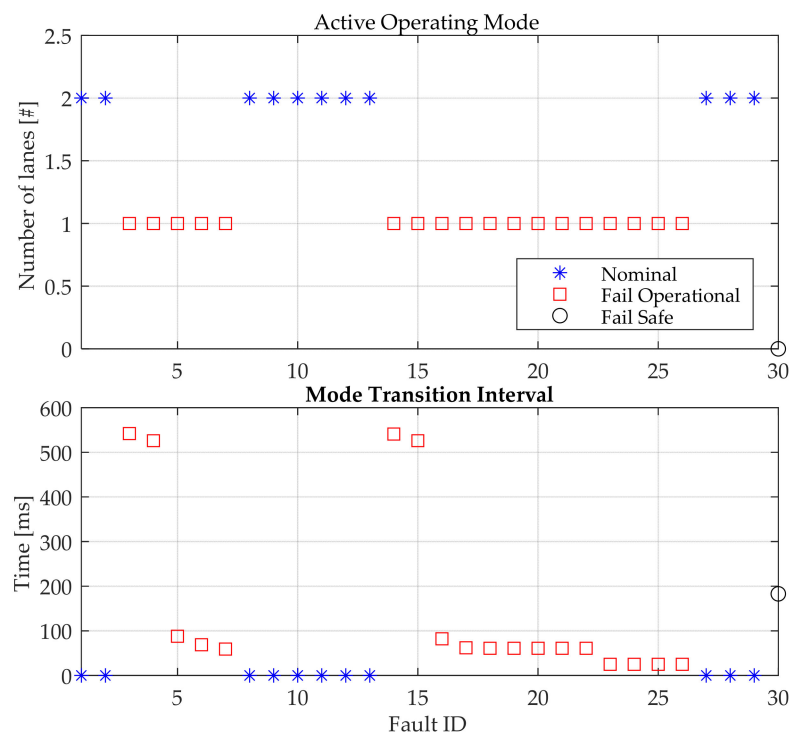 Active Operating Mode
2.5
2
1.5
1
0.5
0
Number of lanes [#]
Nominal
Fail Operational
Fail Safe
5 10 15 20 25 30
Mode Transition Interval
600
500
400
300
200
100
0
Time [ms]
5 10 15 20 25 30
Fault ID